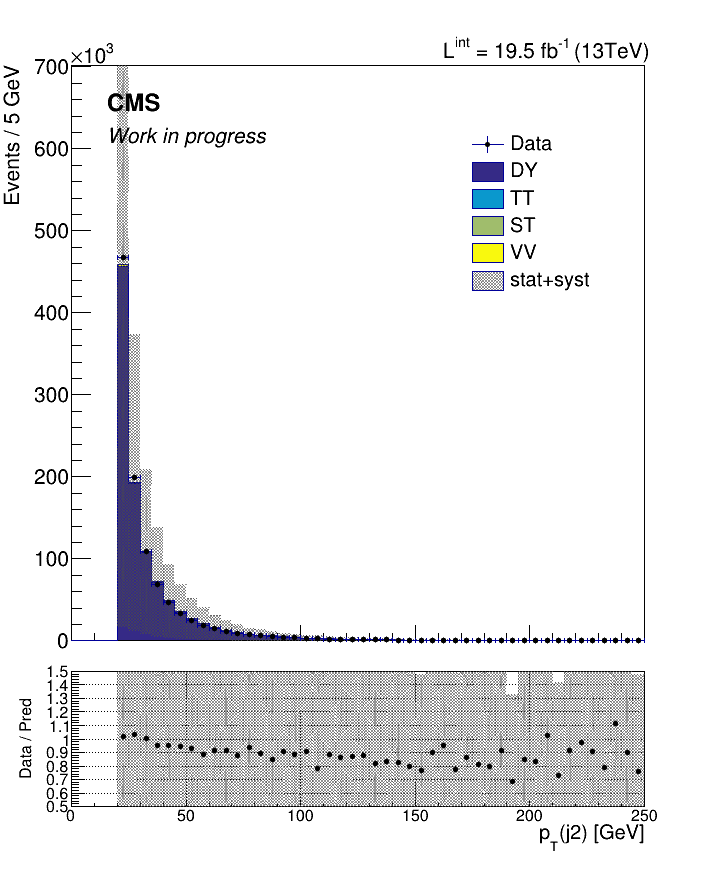 ×10³
L^int = 19.5 fb⁻¹ (13TeV)
Events / 5 GeV
700
600
500
400
300
200
100
0
CMS
Work in progress
Data
DY
TT
ST
VV
stat+syst
Data / Pred
1.5
1.4
1.3
1.2
1.1
1
0.9
0.8
0.7
0.6
0.5
0 50 100 150 200 250
p_T(j2) [GeV]